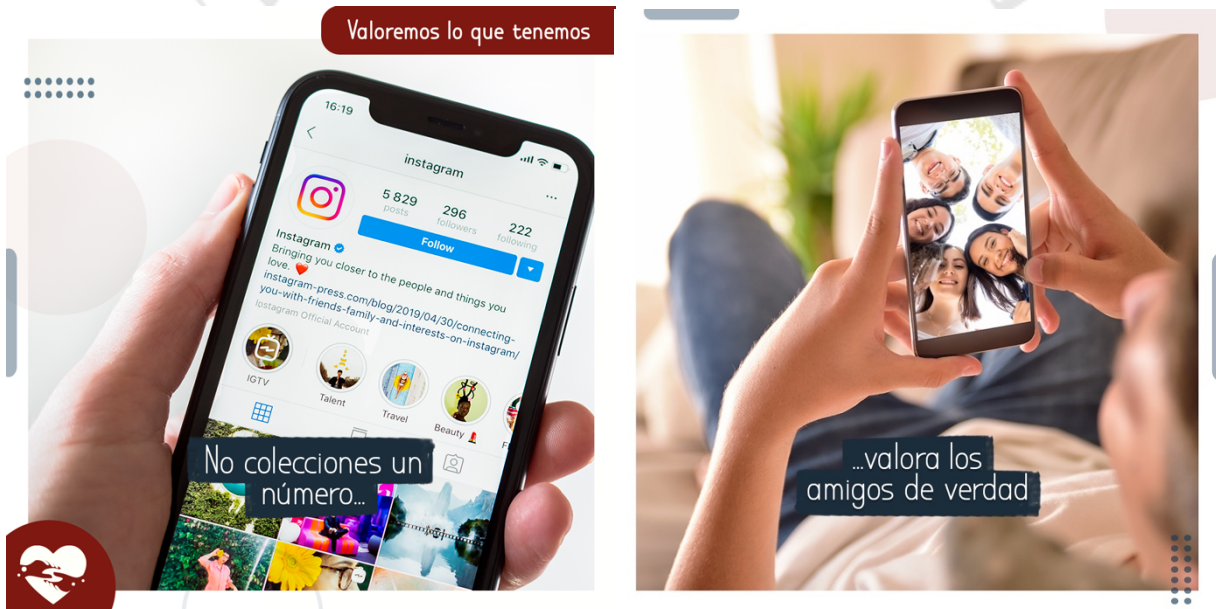 Valoremos lo que tenemos
16:19
instagram
5 829
posts
296
followers
222
following
Follow
Instagram
Bringing you closer to the people and things you
love. ❤️
instagram-press.com/blog/2019/04/30/connecting-
you-with-friends-family-and-interests-on-instagram/
Instagram Official Account
IGTV
Talent
Travel
Beauty 💄
No colecciones un
número...
...valora los
amigos de verdad